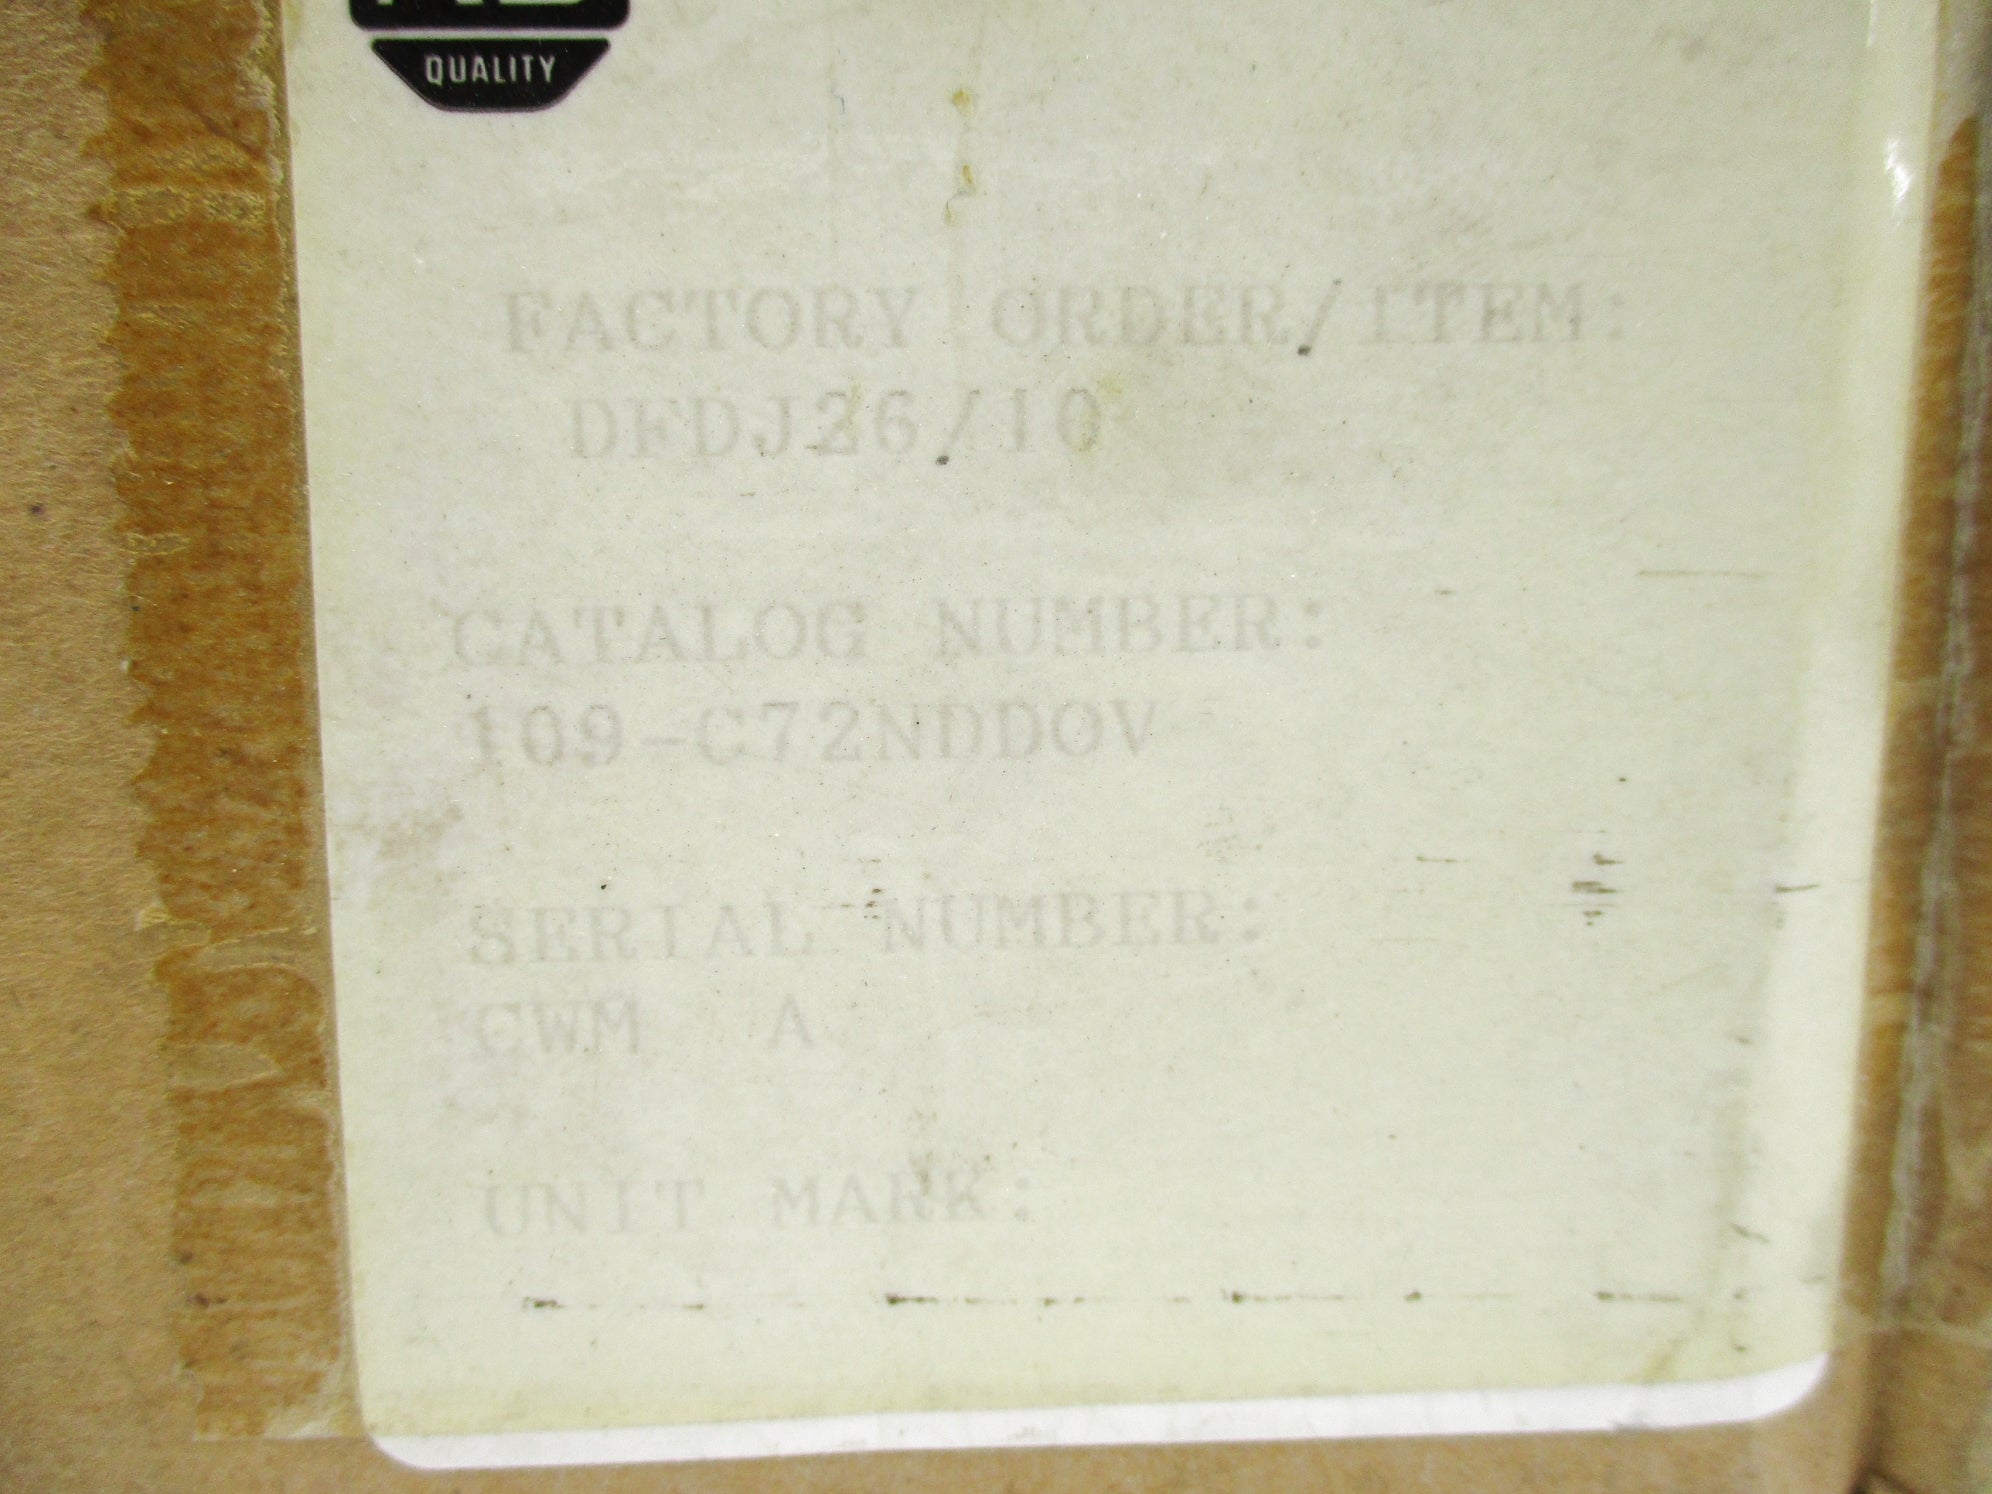 QUALITY
FACTORY ORDER/ITEM:
DFDJ26/10
CATALOG NUMBER:
109-C72NDDOV
SERIAL NUMBER:
CWM A
UNIT MARK: